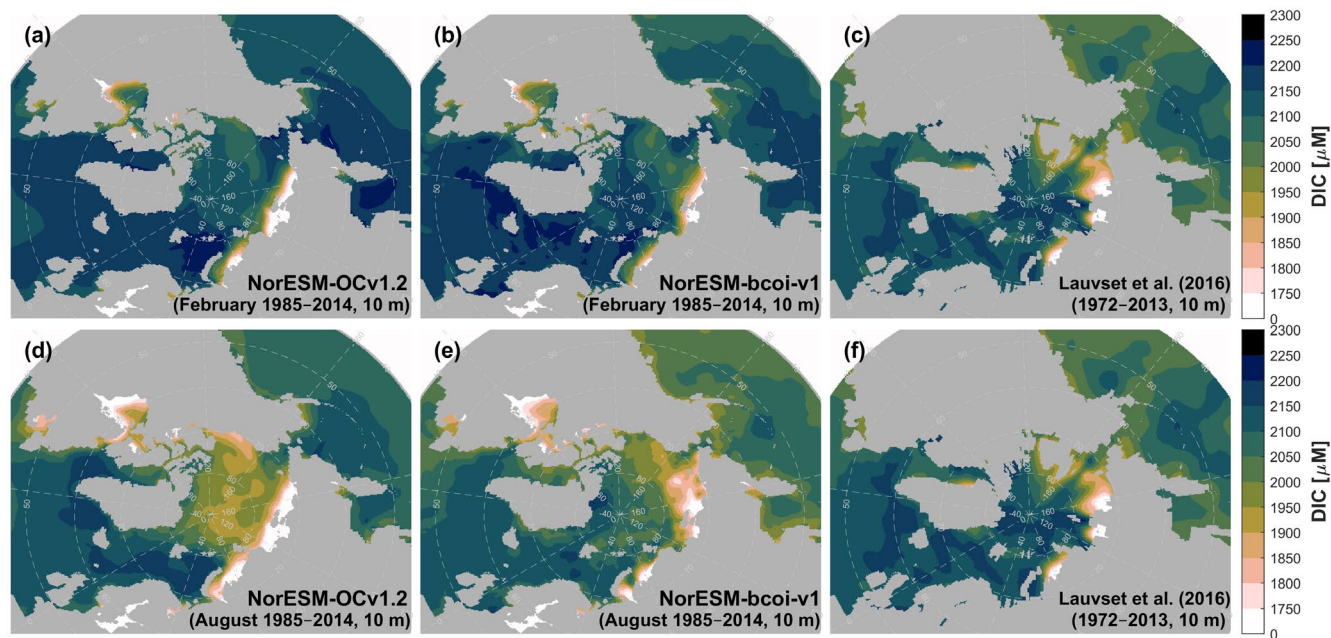 (a)
NorESM-OCv1.2
(February 1985–2014, 10 m)
(b)
NorESM-bcoi-v1
(February 1985–2014, 10 m)
(c)
Lauvset et al. (2016)
(1972–2013, 10 m)
2300
2250
2200
2150
2100
2050
2000
1950
1900
1850
1800
1750
0
DIC [µM]
(d)
NorESM-OCv1.2
(August 1985–2014, 10 m)
(e)
NorESM-bcoi-v1
(August 1985–2014, 10 m)
(f)
Lauvset et al. (2016)
(1972–2013, 10 m)
2300
2250
2200
2150
2100
2050
2000
1950
1900
1850
1800
1750
0
DIC [µM]